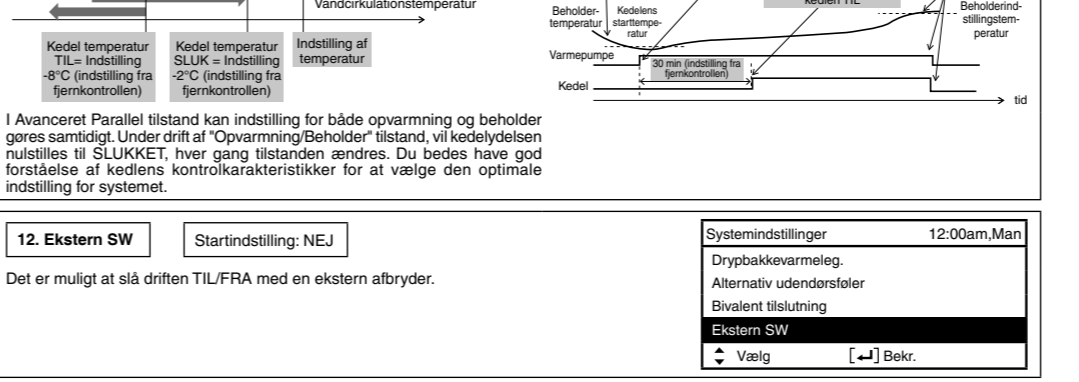 Vandcirkulationstemperatur
Kedel temperatur
TIL= Indstilling
-8°C (indstilling fra
fjernkontrollen)
Kedel temperatur
SLUK = Indstilling
-2°C (indstilling fra
fjernkontrollen)
Indstilling af
temperatur
Beholder-
temperatur
Kedelens
starttempe-
ratur
kedlen TIL
Beholderind-
stillingstem-
peratur
Varmepumpe
30 min (indstilling fra
fjernkontrollen)
Kedel
tid
I Avanceret Parallel tilstand kan indstilling for både opvarmning og beholder
gøres samtidigt. Under drift af "Opvarmning/Beholder" tilstand, vil kedelydelsen
nulstilles til SLUKKET, hver gang tilstanden ændres. Du bedes have god
forståelse af kedlens kontrolkarakteristikker for at vælge den optimale
indstilling for systemet.
12. Ekstern SW
Startindstilling: NEJ
Det er muligt at slå driften TIL/FRA med en ekstern afbryder.
Systemindstillinger 12:00am,Man
Drypbakkevarmeleg.
Alternativ udendørsføler
Bivalent tilslutning
Ekstern SW
Vælg [↵] Bekr.